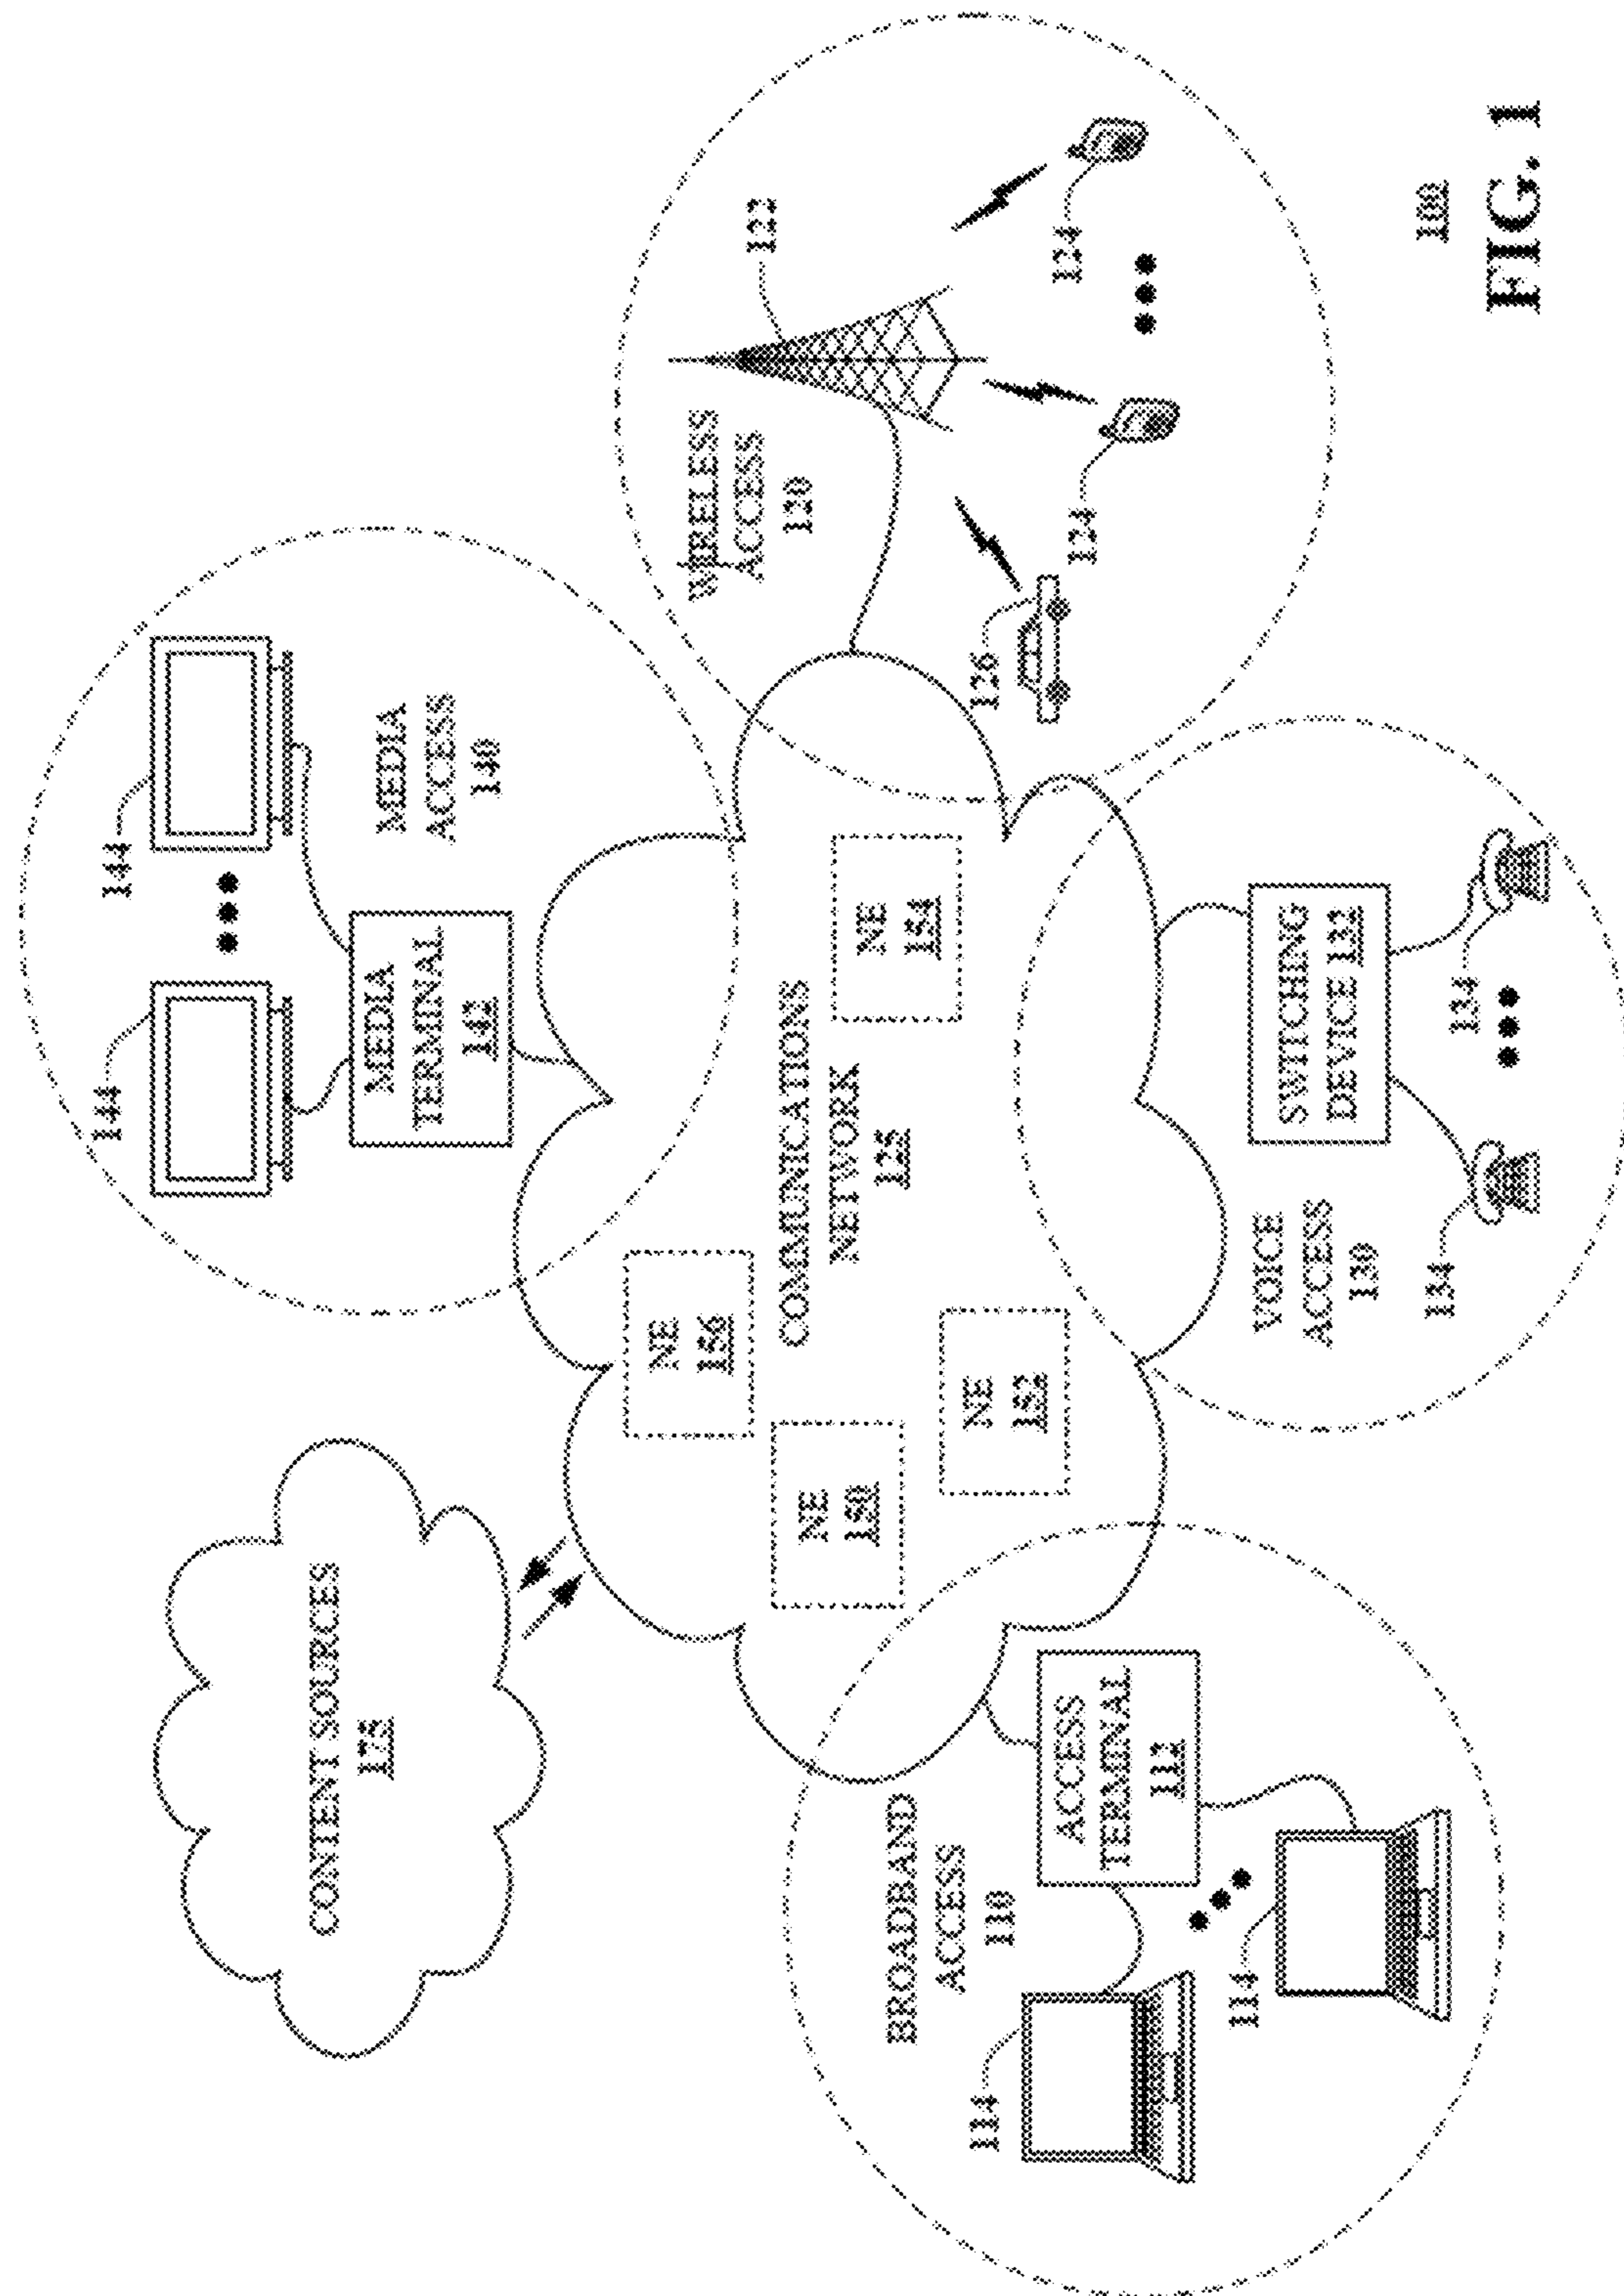 144
144
CONTENT SOURCES
175
MEDIA
TERMINAL
142
MEDIA
ACCESS
140
NE
156
WIRELESS
ACCESS
120
122
COMMUNICATIONS
NETWORK
125
NE
150
NE
154
NE
152
BROADBAND
ACCESS
110
114
ACCESS
TERMINAL
112
114
126
124
124
VOICE
ACCESS
130
SWITCHING
DEVICE 132
134
134
100
FIG. 1